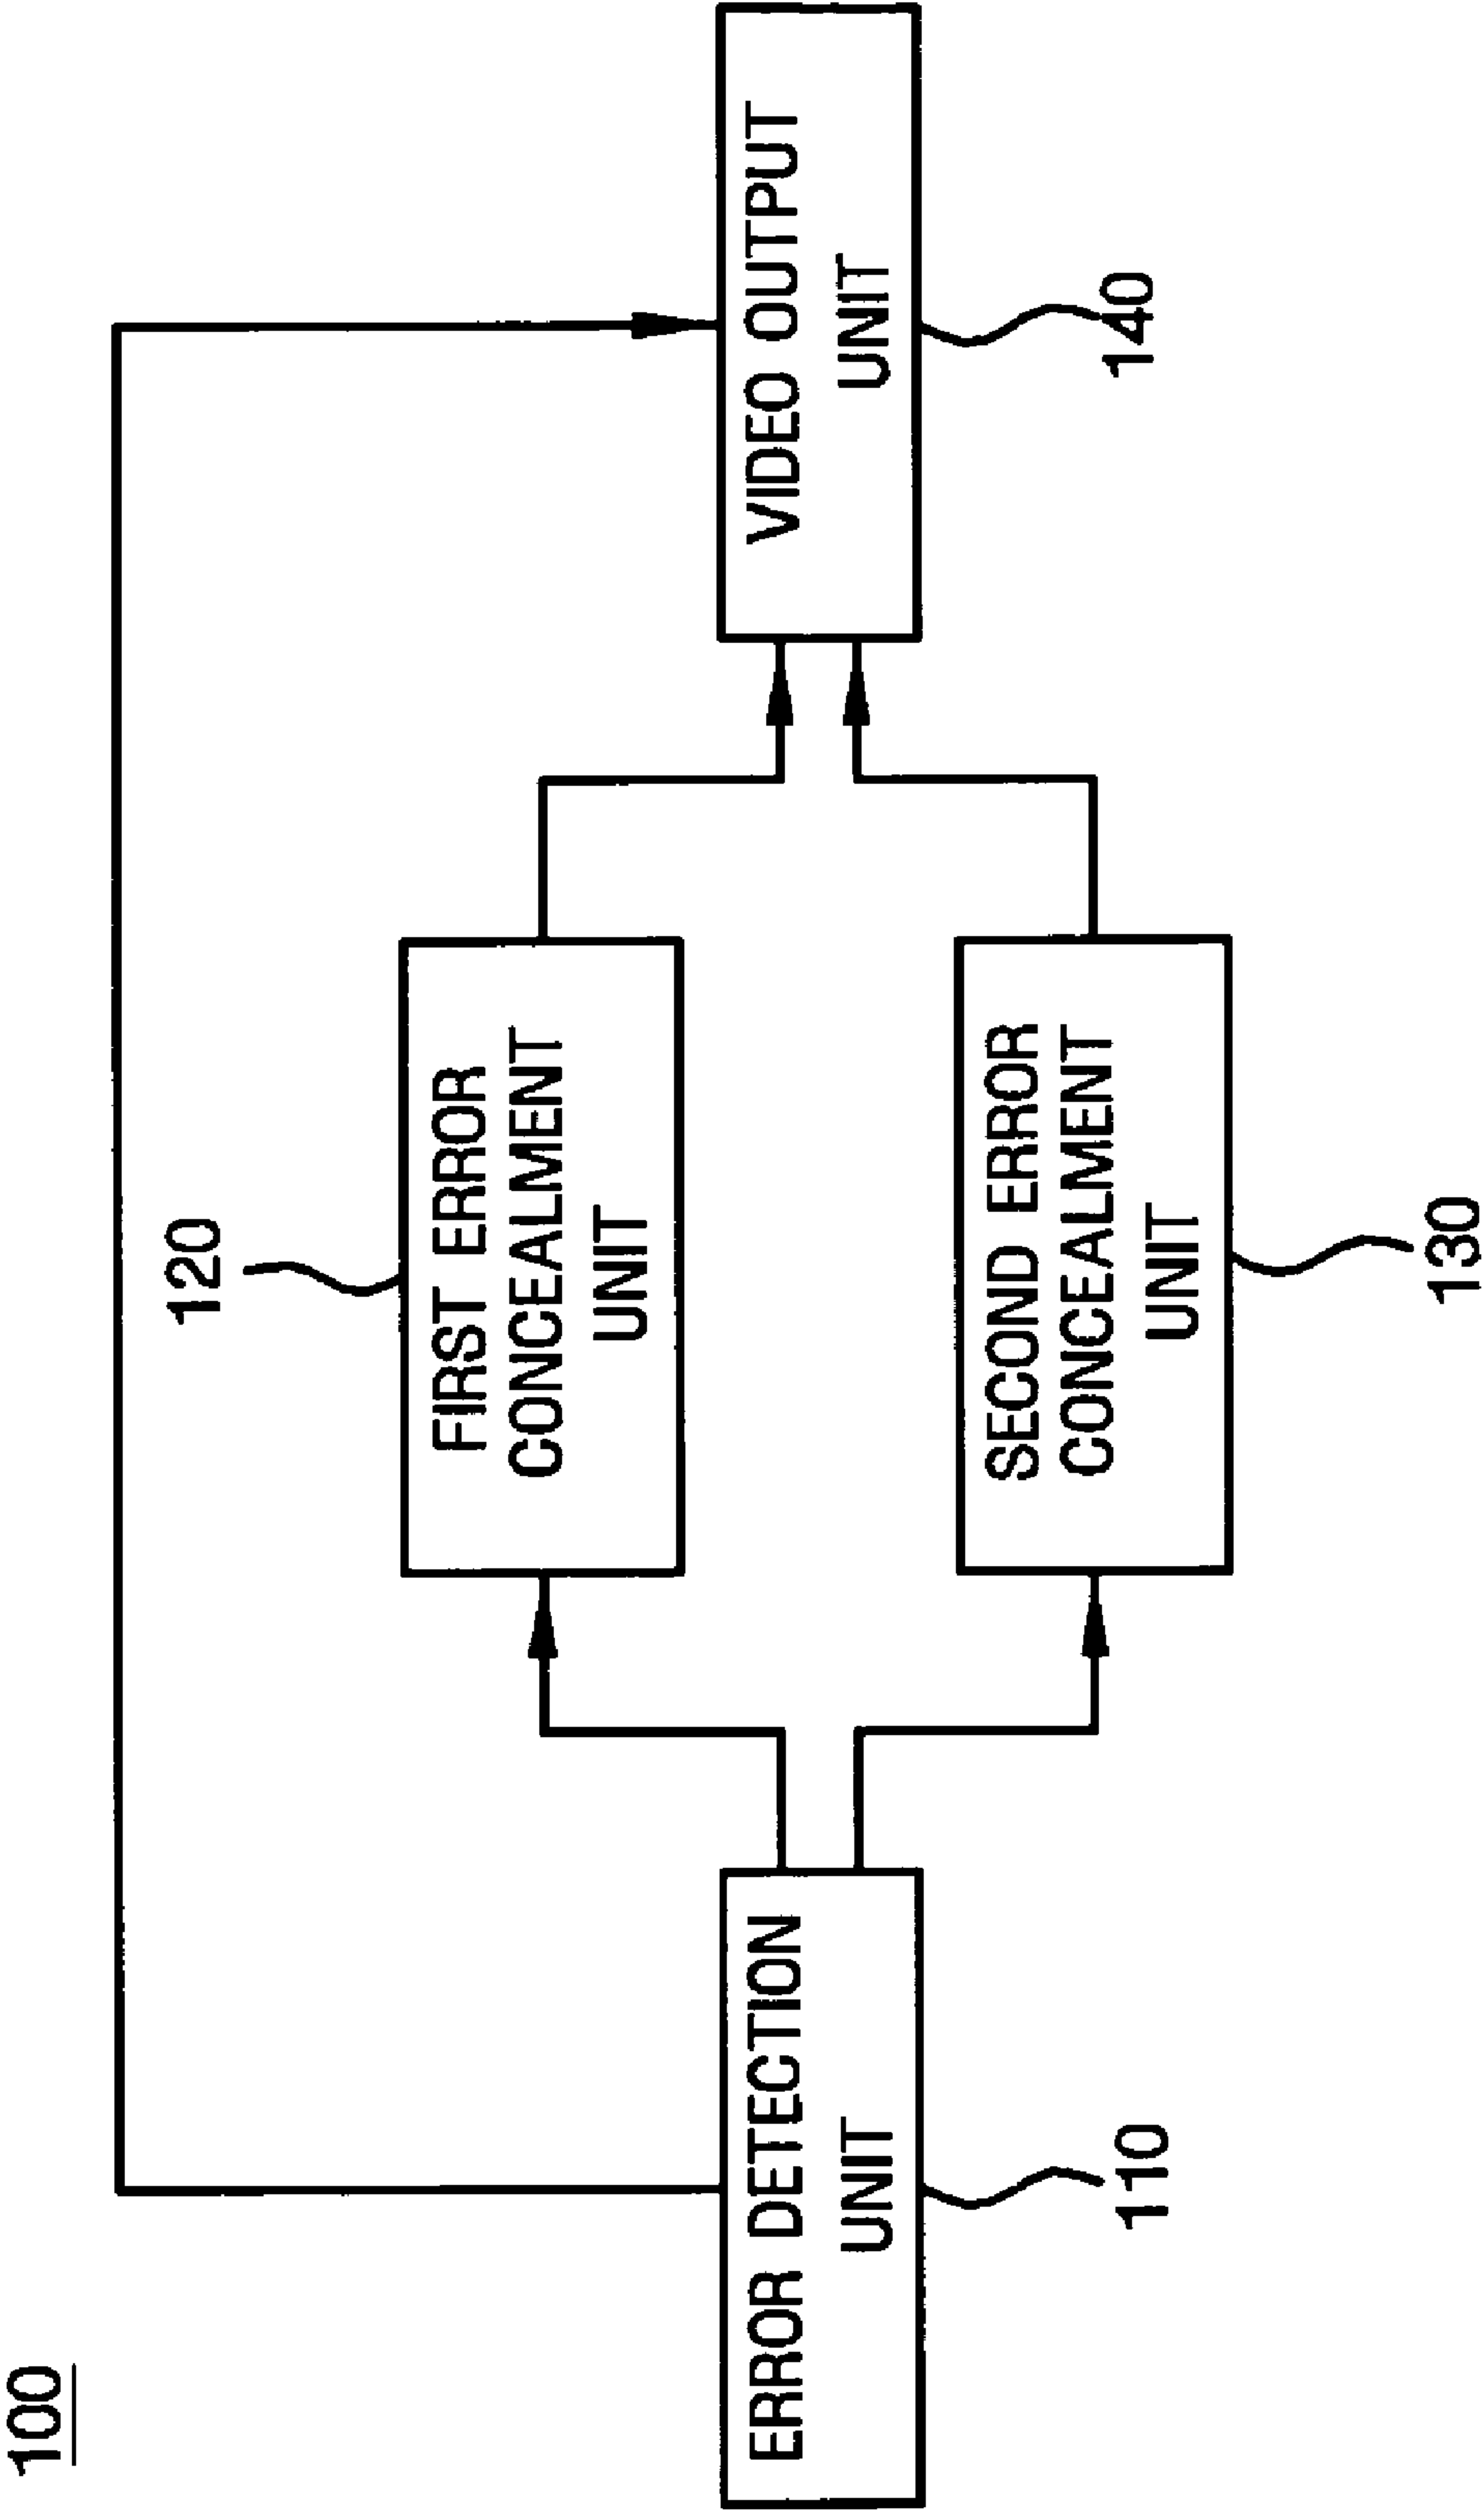 100
120
FIRST ERROR
CONCEALMENT
UNIT
ERROR DETECTION
UNIT
110
VIDEO OUTPUT
UNIT
140
SECOND ERROR
CONCEALMENT
UNIT
130